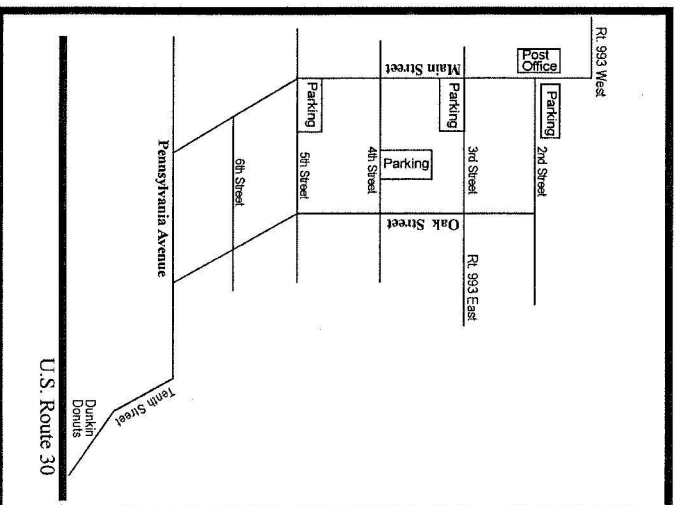 Rt. 993 West
Post
Office
Main Street
Parking
Parking
Parking
Parking
2nd Street
3rd Street
4th Street
5th Street
6th Street
Oak Street
Rt. 993 East
Pennsylvania Avenue
Tenth Street
Dunkin
Donuts
U.S. Route 30